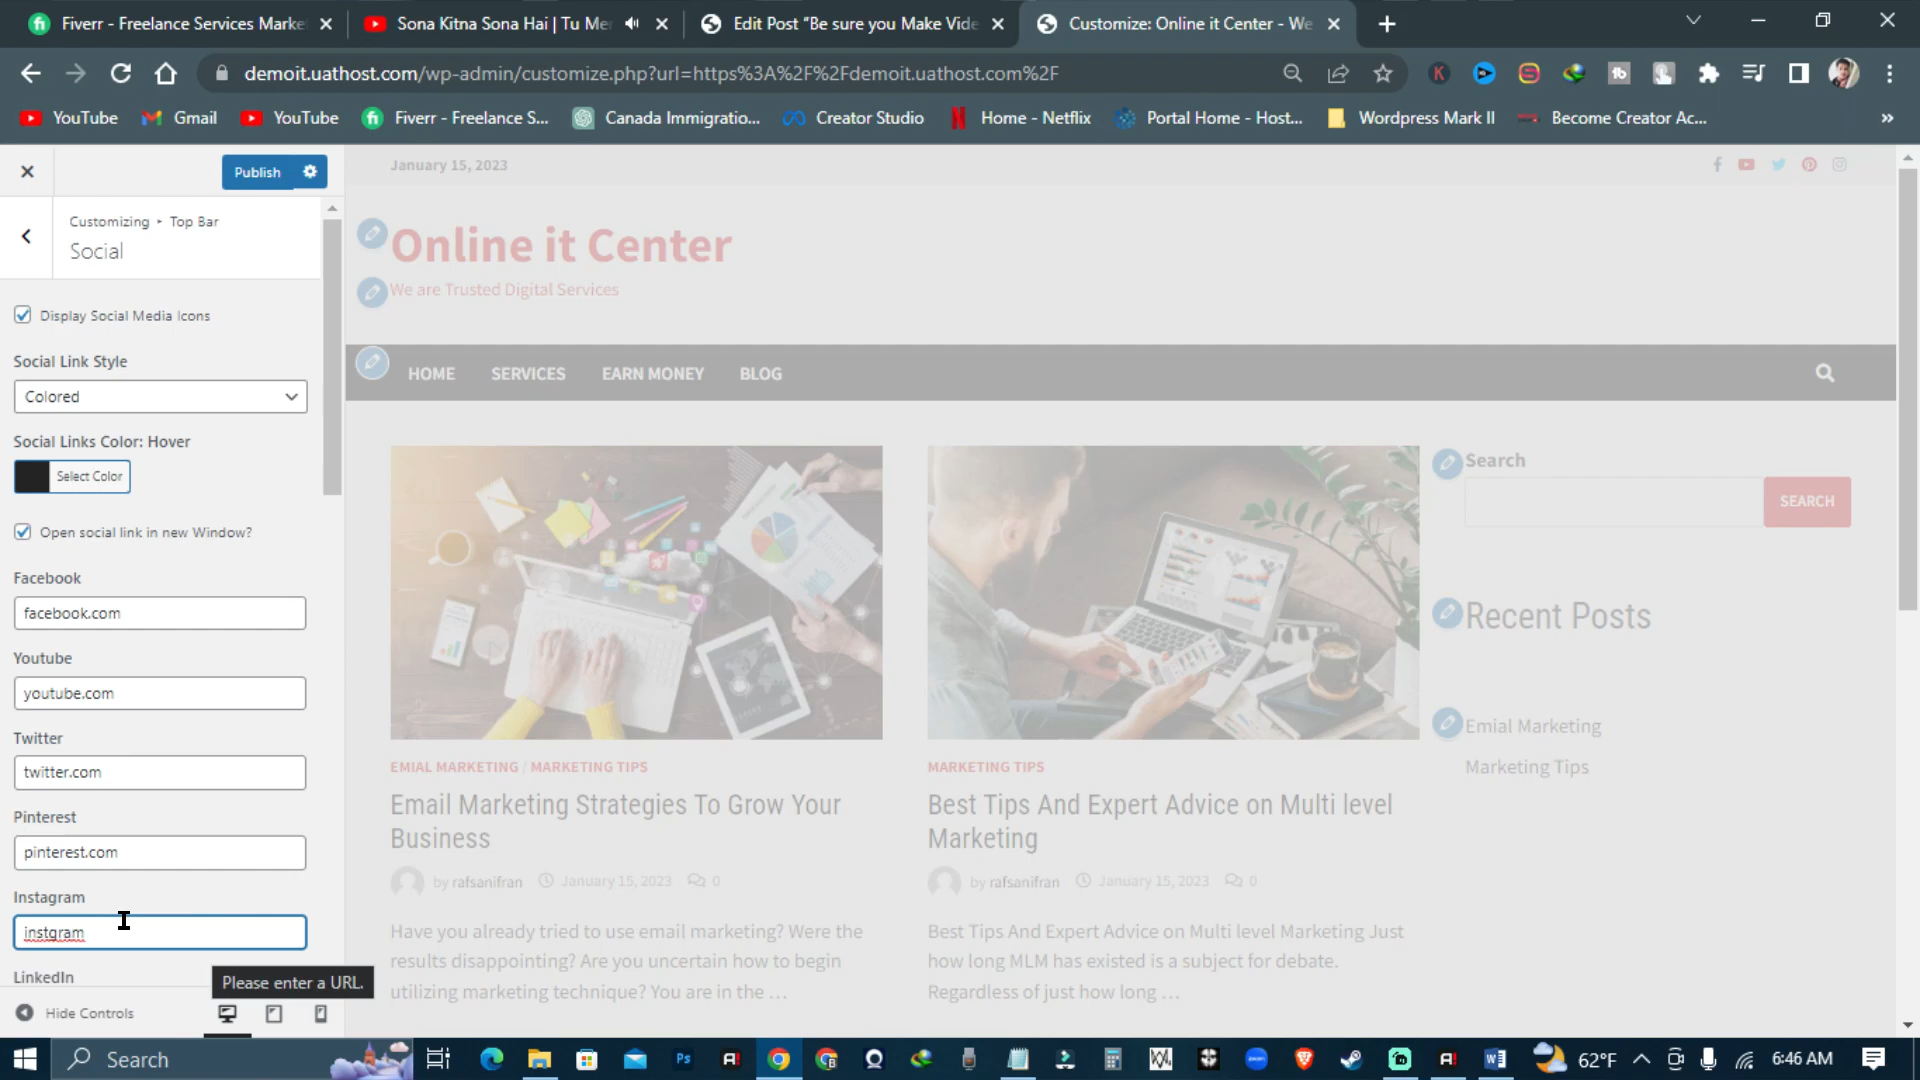 Fiverr - Freelance Services Marke
Sona Kitna Sona Hai | Tu Me
Edit Post “Be sure you Make Vide
Customize: Online it Center - We
demoit.uathost.com/wp-admin/customize.php?url=https%3A%2F%2Fdemoit.uathost.com%2F
YouTube
Gmail
YouTube
Fiverr - Freelance S...
Canada Immigratio...
Creator Studio
Home - Netflix
Portal Home - Host...
Wordpress Mark II
Become Creator Ac...
Publish
Customizing ▸ Top Bar
Social
Display Social Media Icons
Social Link Style
Colored
Social Links Color: Hover
Select Color
Open social link in new Window?
Facebook
facebook.com
Youtube
youtube.com
Twitter
twitter.com
Pinterest
pinterest.com
Instagram
instgram
LinkedIn
Please enter a URL.
Hide Controls
January 15, 2023
Online it Center
We are Trusted Digital Services
HOME
SERVICES
EARN MONEY
BLOG
EMIAL MARKETING / MARKETING TIPS
Email Marketing Strategies To Grow Your
Business
by rafsanifran
January 15, 2023
0
Have you already tried to use email marketing? Were the
results disappointing? Are you uncertain how to begin
utilizing marketing technique? You are in the …
MARKETING TIPS
Best Tips And Expert Advice on Multi level
Marketing
by rafsanifran
January 15, 2023
0
Best Tips And Expert Advice on Multi level Marketing Just
how long MLM has existed is a subject for debate.
Regardless of just how long …
Search
SEARCH
Recent Posts
Emial Marketing
Marketing Tips
Search
62°F
6:46 AM